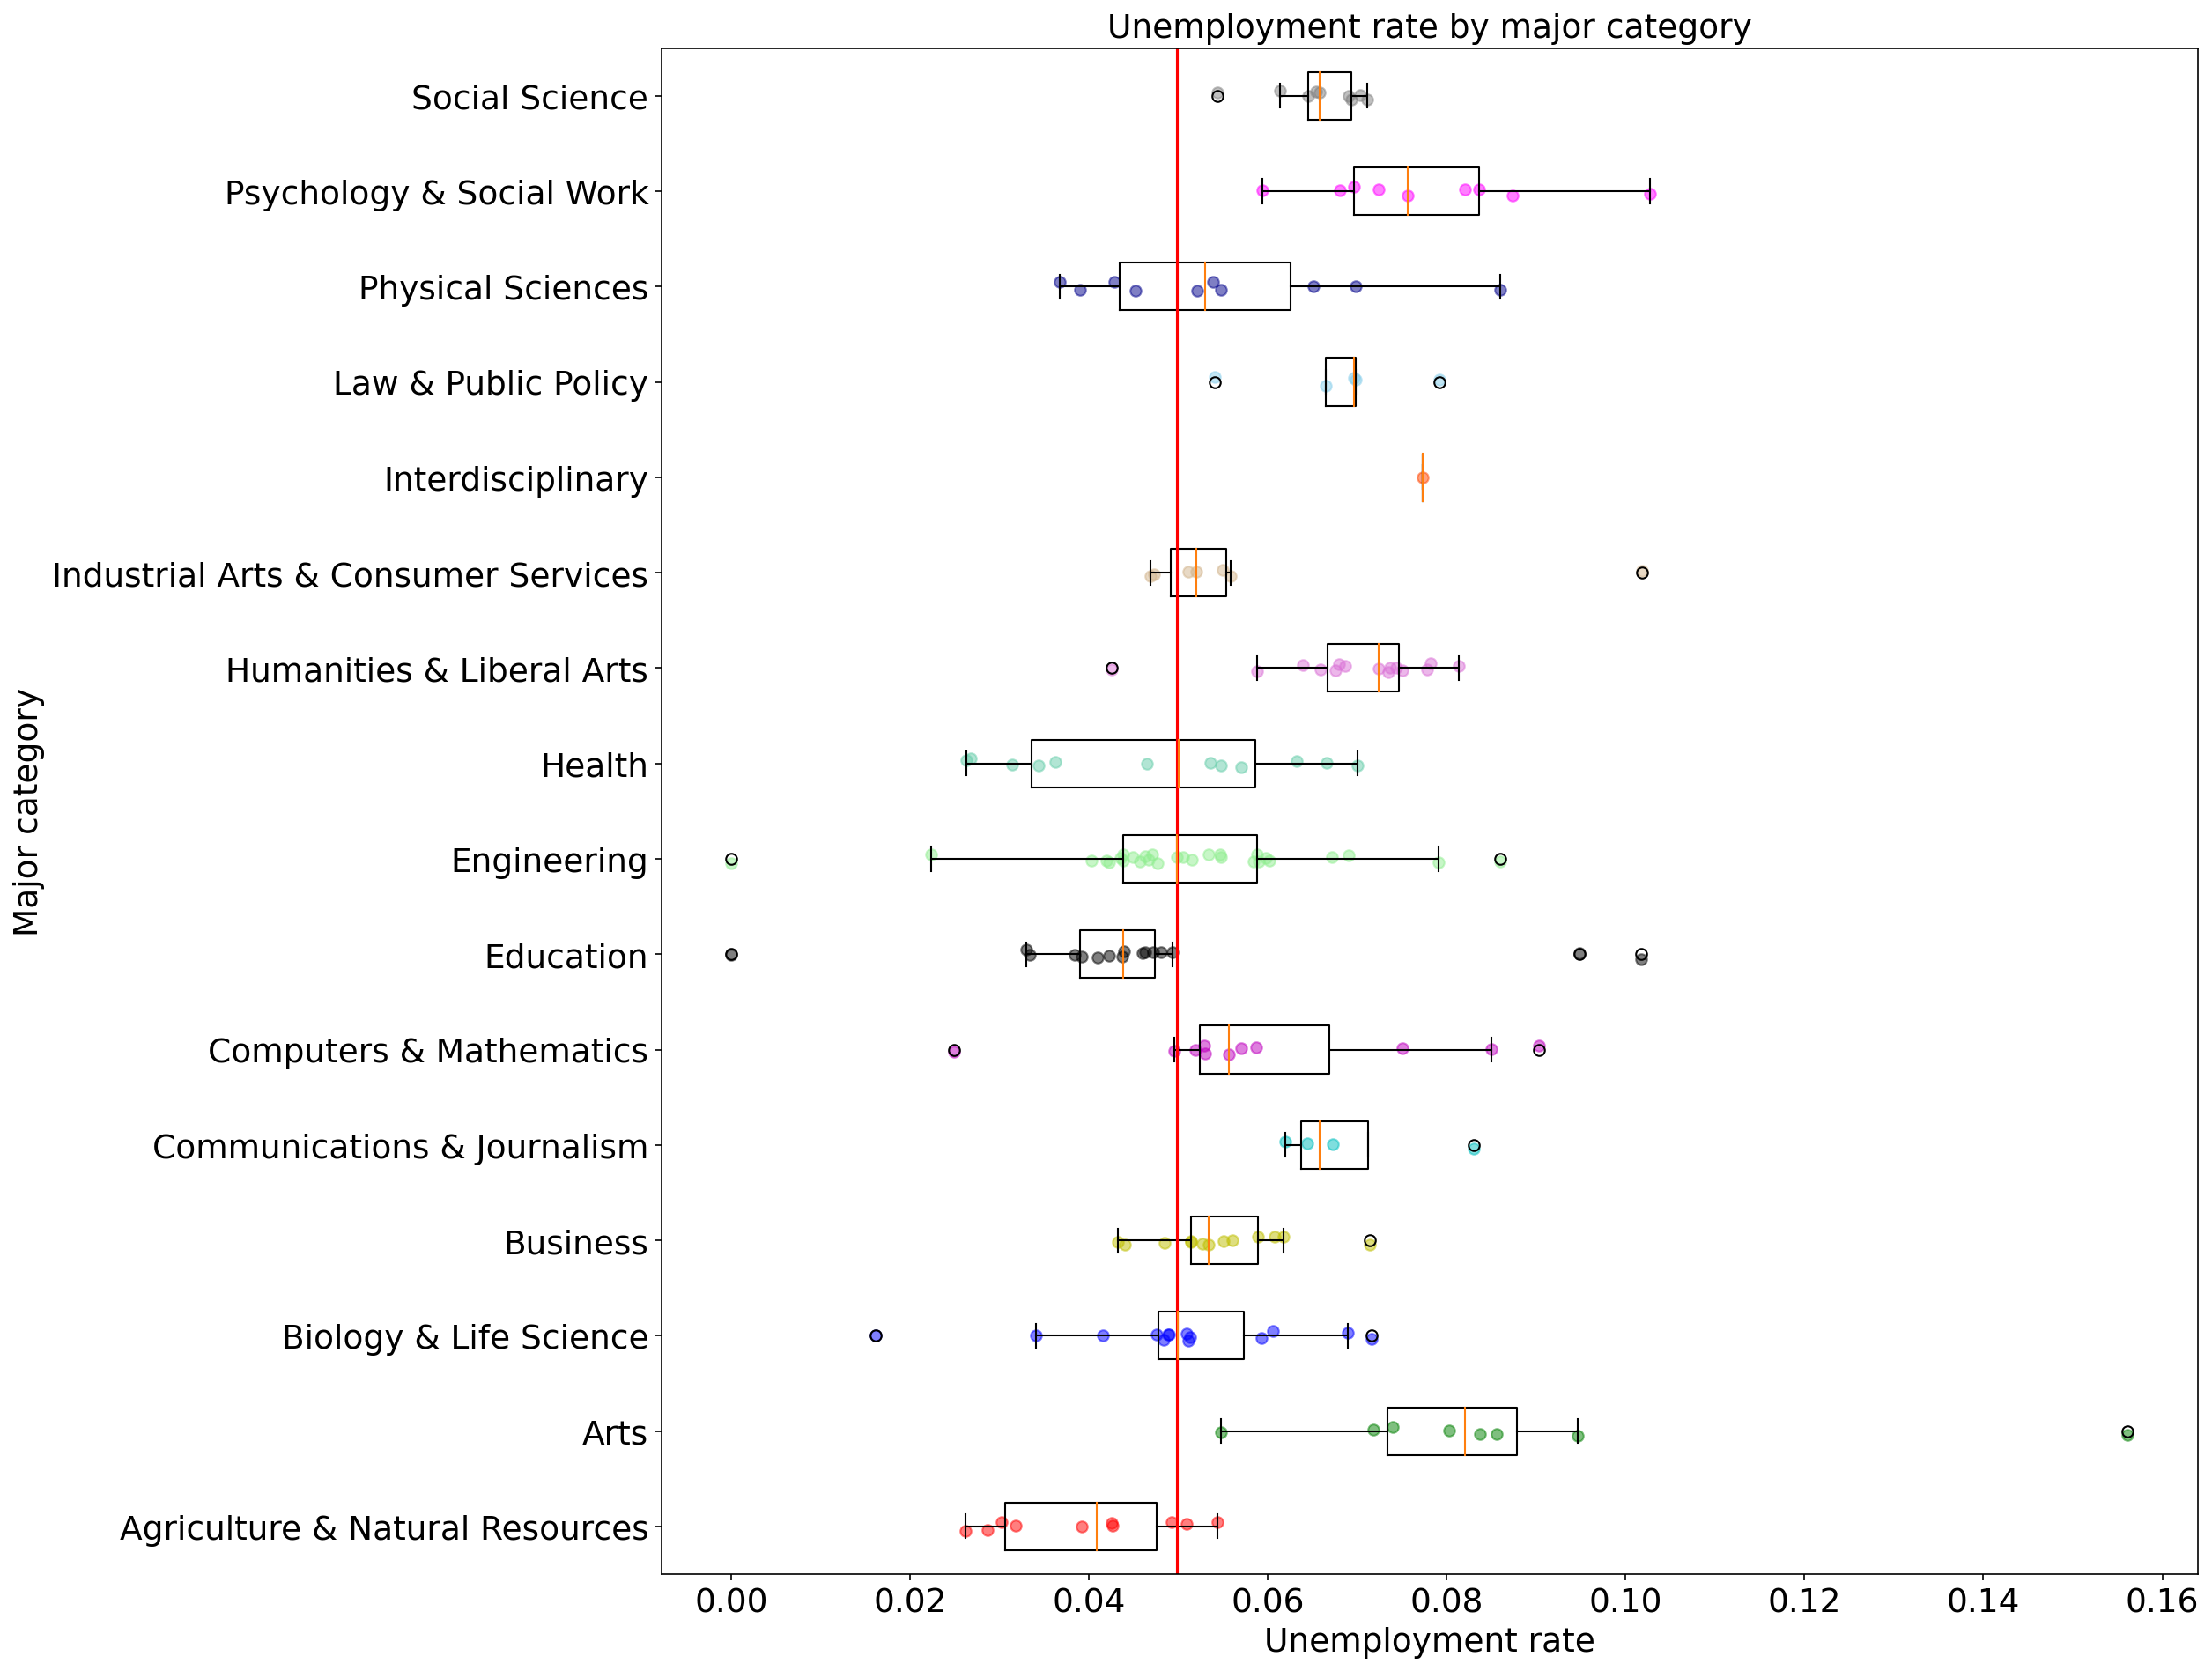 Unemployment rate by major category
Social Science
Psychology & Social Work
Physical Sciences
Law & Public Policy
Interdisciplinary
Industrial Arts & Consumer Services
Humanities & Liberal Arts
Health
Engineering
Education
Computers & Mathematics
Communications & Journalism
Business
Biology & Life Science
Arts
Agriculture & Natural Resources
Major category
0.00 0.02 0.04 0.06 0.08 0.10 0.12 0.14 0.16
Unemployment rate